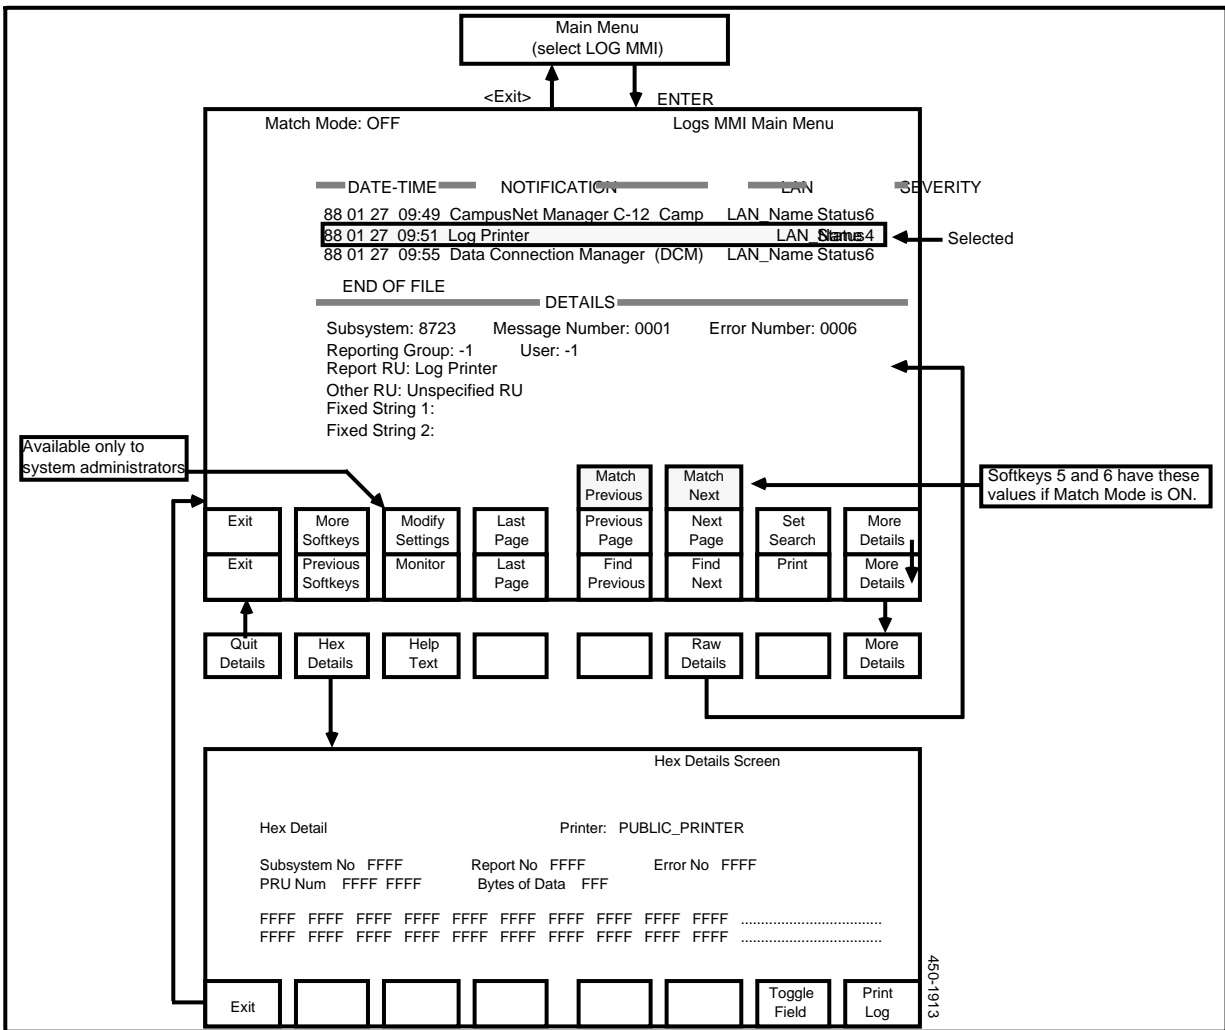 Main Menu
(select LOG MMI)
<Exit> ENTER
Match Mode: OFF Logs MMI Main Menu
DATE-TIME NOTIFICATION LAN SEVERITY
88 01 27 09:49 CampusNet Manager C-12 Camp LAN_Name Status6
88 01 27 09:51 Log Printer LAN_Name Status4
Selected
88 01 27 09:55 Data Connection Manager (DCM) LAN_Name Status6
END OF FILE
DETAILS
Subsystem: 8723 Message Number: 0001 Error Number: 0006
Reporting Group: -1 User: -1
Report RU: Log Printer
Other RU: Unspecified RU
Fixed String 1:
Fixed String 2:
Available only to
system administrators
Match Previous
Match Next
Softkeys 5 and 6 have these
values if Match Mode is ON.
Exit More Softkeys Modify Settings Last Page Previous Page Next Page Set Search More Details
Exit Previous Softkeys Monitor Last Page Find Previous Find Next Print More Details
Quit Details Hex Details Help Text Raw Details More Details
Hex Details Screen
Hex Detail Printer: PUBLIC_PRINTER
Subsystem No FFFF Report No FFFF Error No FFFF
PRU Num FFFF FFFF Bytes of Data FFF
FFFF FFFF FFFF FFFF FFFF FFFF FFFF FFFF FFFF FFFF ...................................
FFFF FFFF FFFF FFFF FFFF FFFF FFFF FFFF FFFF FFFF ...................................
Exit Toggle Field Print Log
450-1913